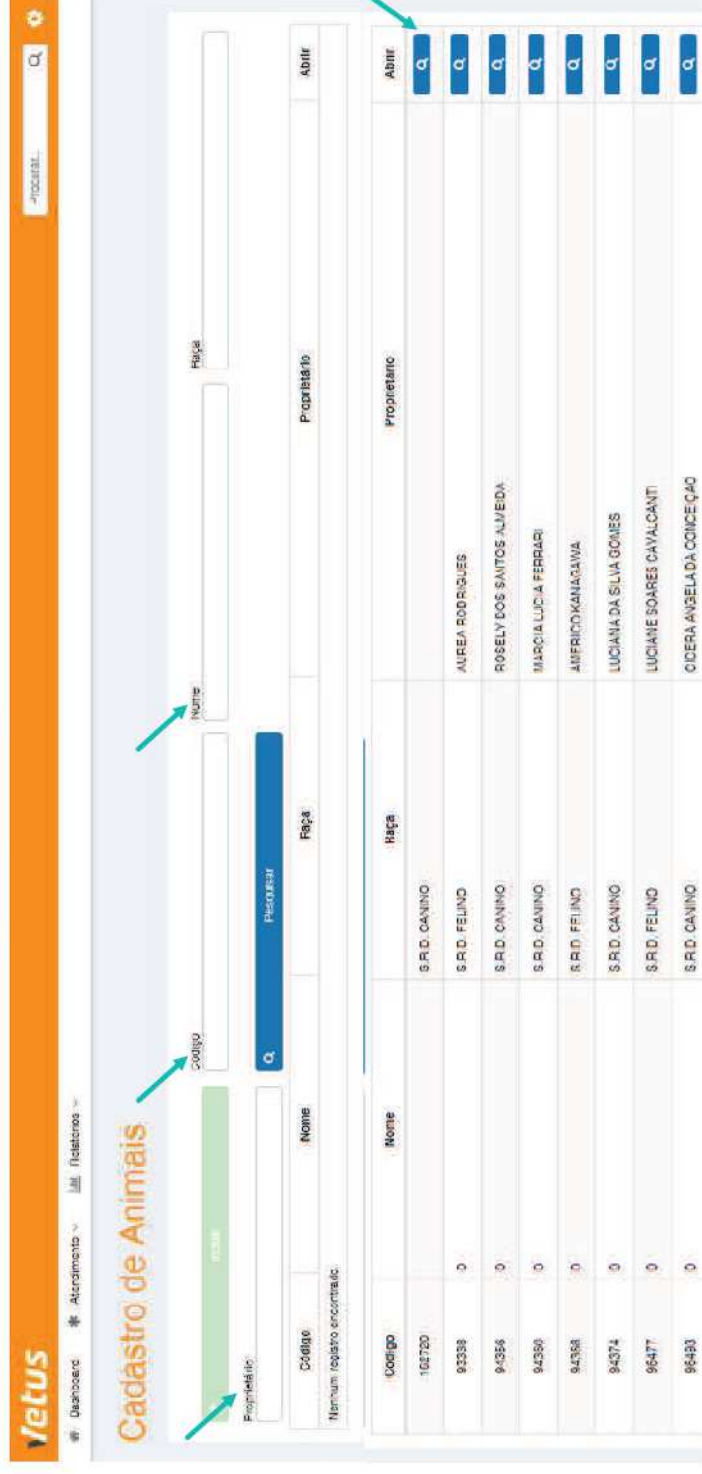 Vetus
Procurar...
Dashboard Atendimento Relatórios
Cadastro de Animais
Incluir
Código
Nome
Raça
Proprietário
Pesquisar
Código Nome Raça Proprietário Abrir
Nenhum registro encontrado.
Código Nome Raça Proprietário Abrir
102720 S.R.D. CANINO
93338 0 S.R.D. FELINO AUREA RODRIGUES
94356 0 S.R.D. CANINO ROSELY DOS SANTOS ALMEIDA
94360 0 S.R.D. CANINO MARCIA LUCIA FERRARI
94368 0 S.R.D. FELINO AMERICO KANAGAWA
94374 0 S.R.D. CANINO LUCIANA DA SILVA GOMES
96477 0 S.R.D. FELINO LUCIANE SOARES CAVALCANTI
96493 0 S.R.D. CANINO CICERA ANGELA DA CONCEIÇÃO